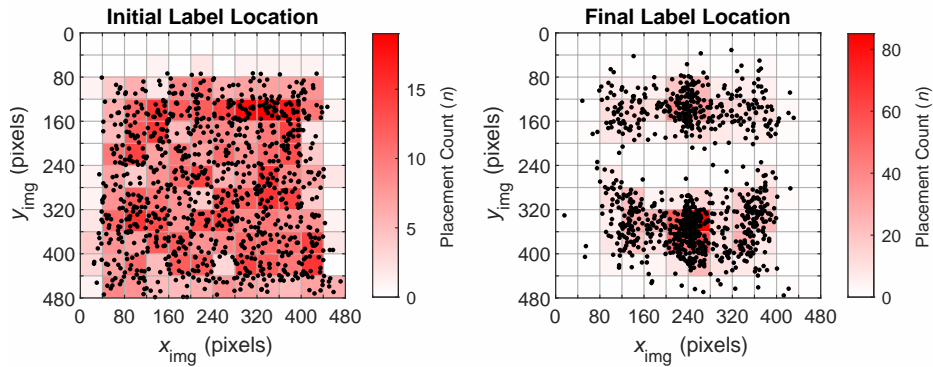 Initial Label Location
0
80
160
240
320
400
480
y_img (pixels)
0 80 160 240 320 400 480
x_img (pixels)
15
10
5
0
Placement Count (n)
Final Label Location
0
80
160
240
320
400
480
y_img (pixels)
0 80 160 240 320 400 480
x_img (pixels)
80
60
40
20
0
Placement Count (n)